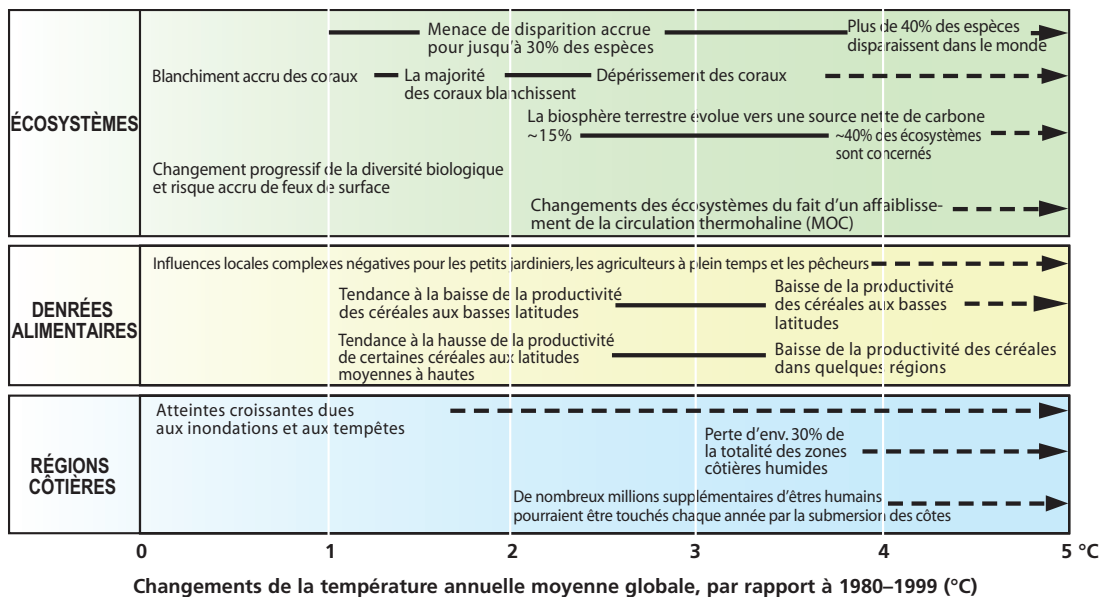 ÉCOSYSTÈMES
Menace de disparition accrue
pour jusqu'à 30% des espèces
Plus de 40% des espèces
disparaissent dans le monde
Blanchiment accru des coraux
La majorité
des coraux blanchissent
Dépérissement des coraux
La biosphère terrestre évolue vers une source nette de carbone
~15%
~40% des écosystèmes
sont concernés
Changement progressif de la diversité biologique
et risque accru de feux de surface
Changements des écosystèmes du fait d'un affaiblisse-
ment de la circulation thermohaline (MOC)
DENRÉES
ALIMENTAIRES
Influences locales complexes négatives pour les petits jardiniers, les agriculteurs à plein temps et les pêcheurs
Tendance à la baisse de la productivité
des céréales aux basses latitudes
Baisse de la productivité
des céréales aux basses
latitudes
Tendance à la hausse de la productivité
de certaines céréales aux latitudes
moyennes à hautes
Baisse de la productivité des céréales
dans quelques régions
RÉGIONS
CÔTIÈRES
Atteintes croissantes dues
aux inondations et aux tempêtes
Perte d'env. 30% de
la totalité des zones
côtières humides
De nombreux millions supplémentaires d'êtres humains
pourraient être touchés chaque année par la submersion des côtes
0 1 2 3 4 5 °C
Changements de la température annuelle moyenne globale, par rapport à 1980–1999 (°C)